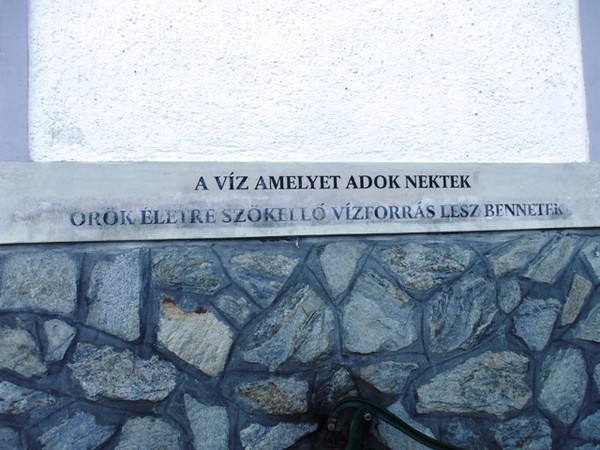 A VÍZ AMELYET ADOK NEKTEK
ÖRÖK ÉLETRE SZÖKELLŐ VÍZFORRÁS LESZ BENNETEK